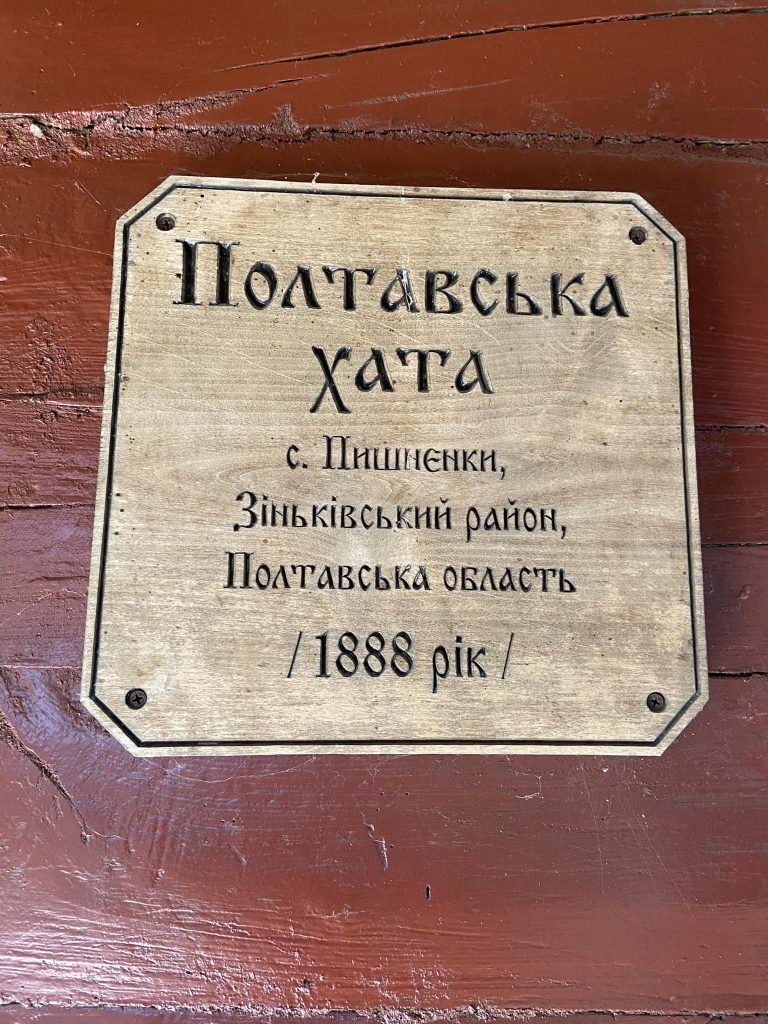 Полтавська
хата
с. Пишненки,
Зіньківський район,
Полтавська область
/1888 рік/